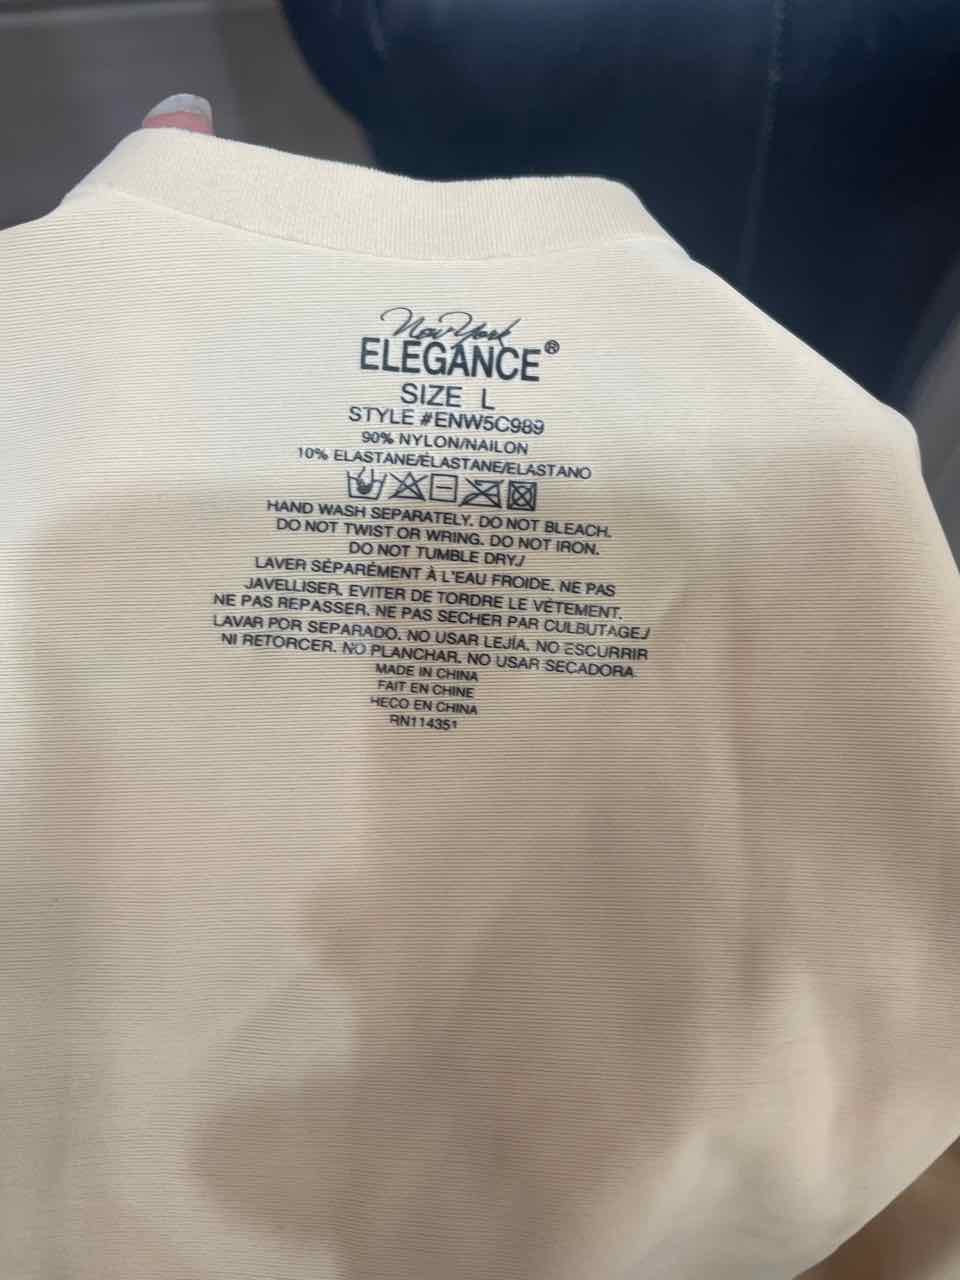 New York
ELEGANCE®
SIZE L
STYLE #ENW5C989
90% NYLON/NAILON
10% ELASTANE/ÉLASTANE/ELASTANO
HAND WASH SEPARATELY. DO NOT BLEACH.
DO NOT TWIST OR WRING. DO NOT IRON.
DO NOT TUMBLE DRY./
LAVER SÉPARÉMENT À L'EAU FROIDE. NE PAS
JAVELLISER. EVITER DE TORDRE LE VÉTEMENT.
NE PAS REPASSER. NE PAS SECHER PAR CULBUTAGE./
LAVAR POR SEPARADO. NO USAR LEJÍA. NO ESCURRIR
NI RETORCER. NO PLANCHAR. NO USAR SECADORA.
MADE IN CHINA
FAIT EN CHINE
HECO EN CHINA
RN114351